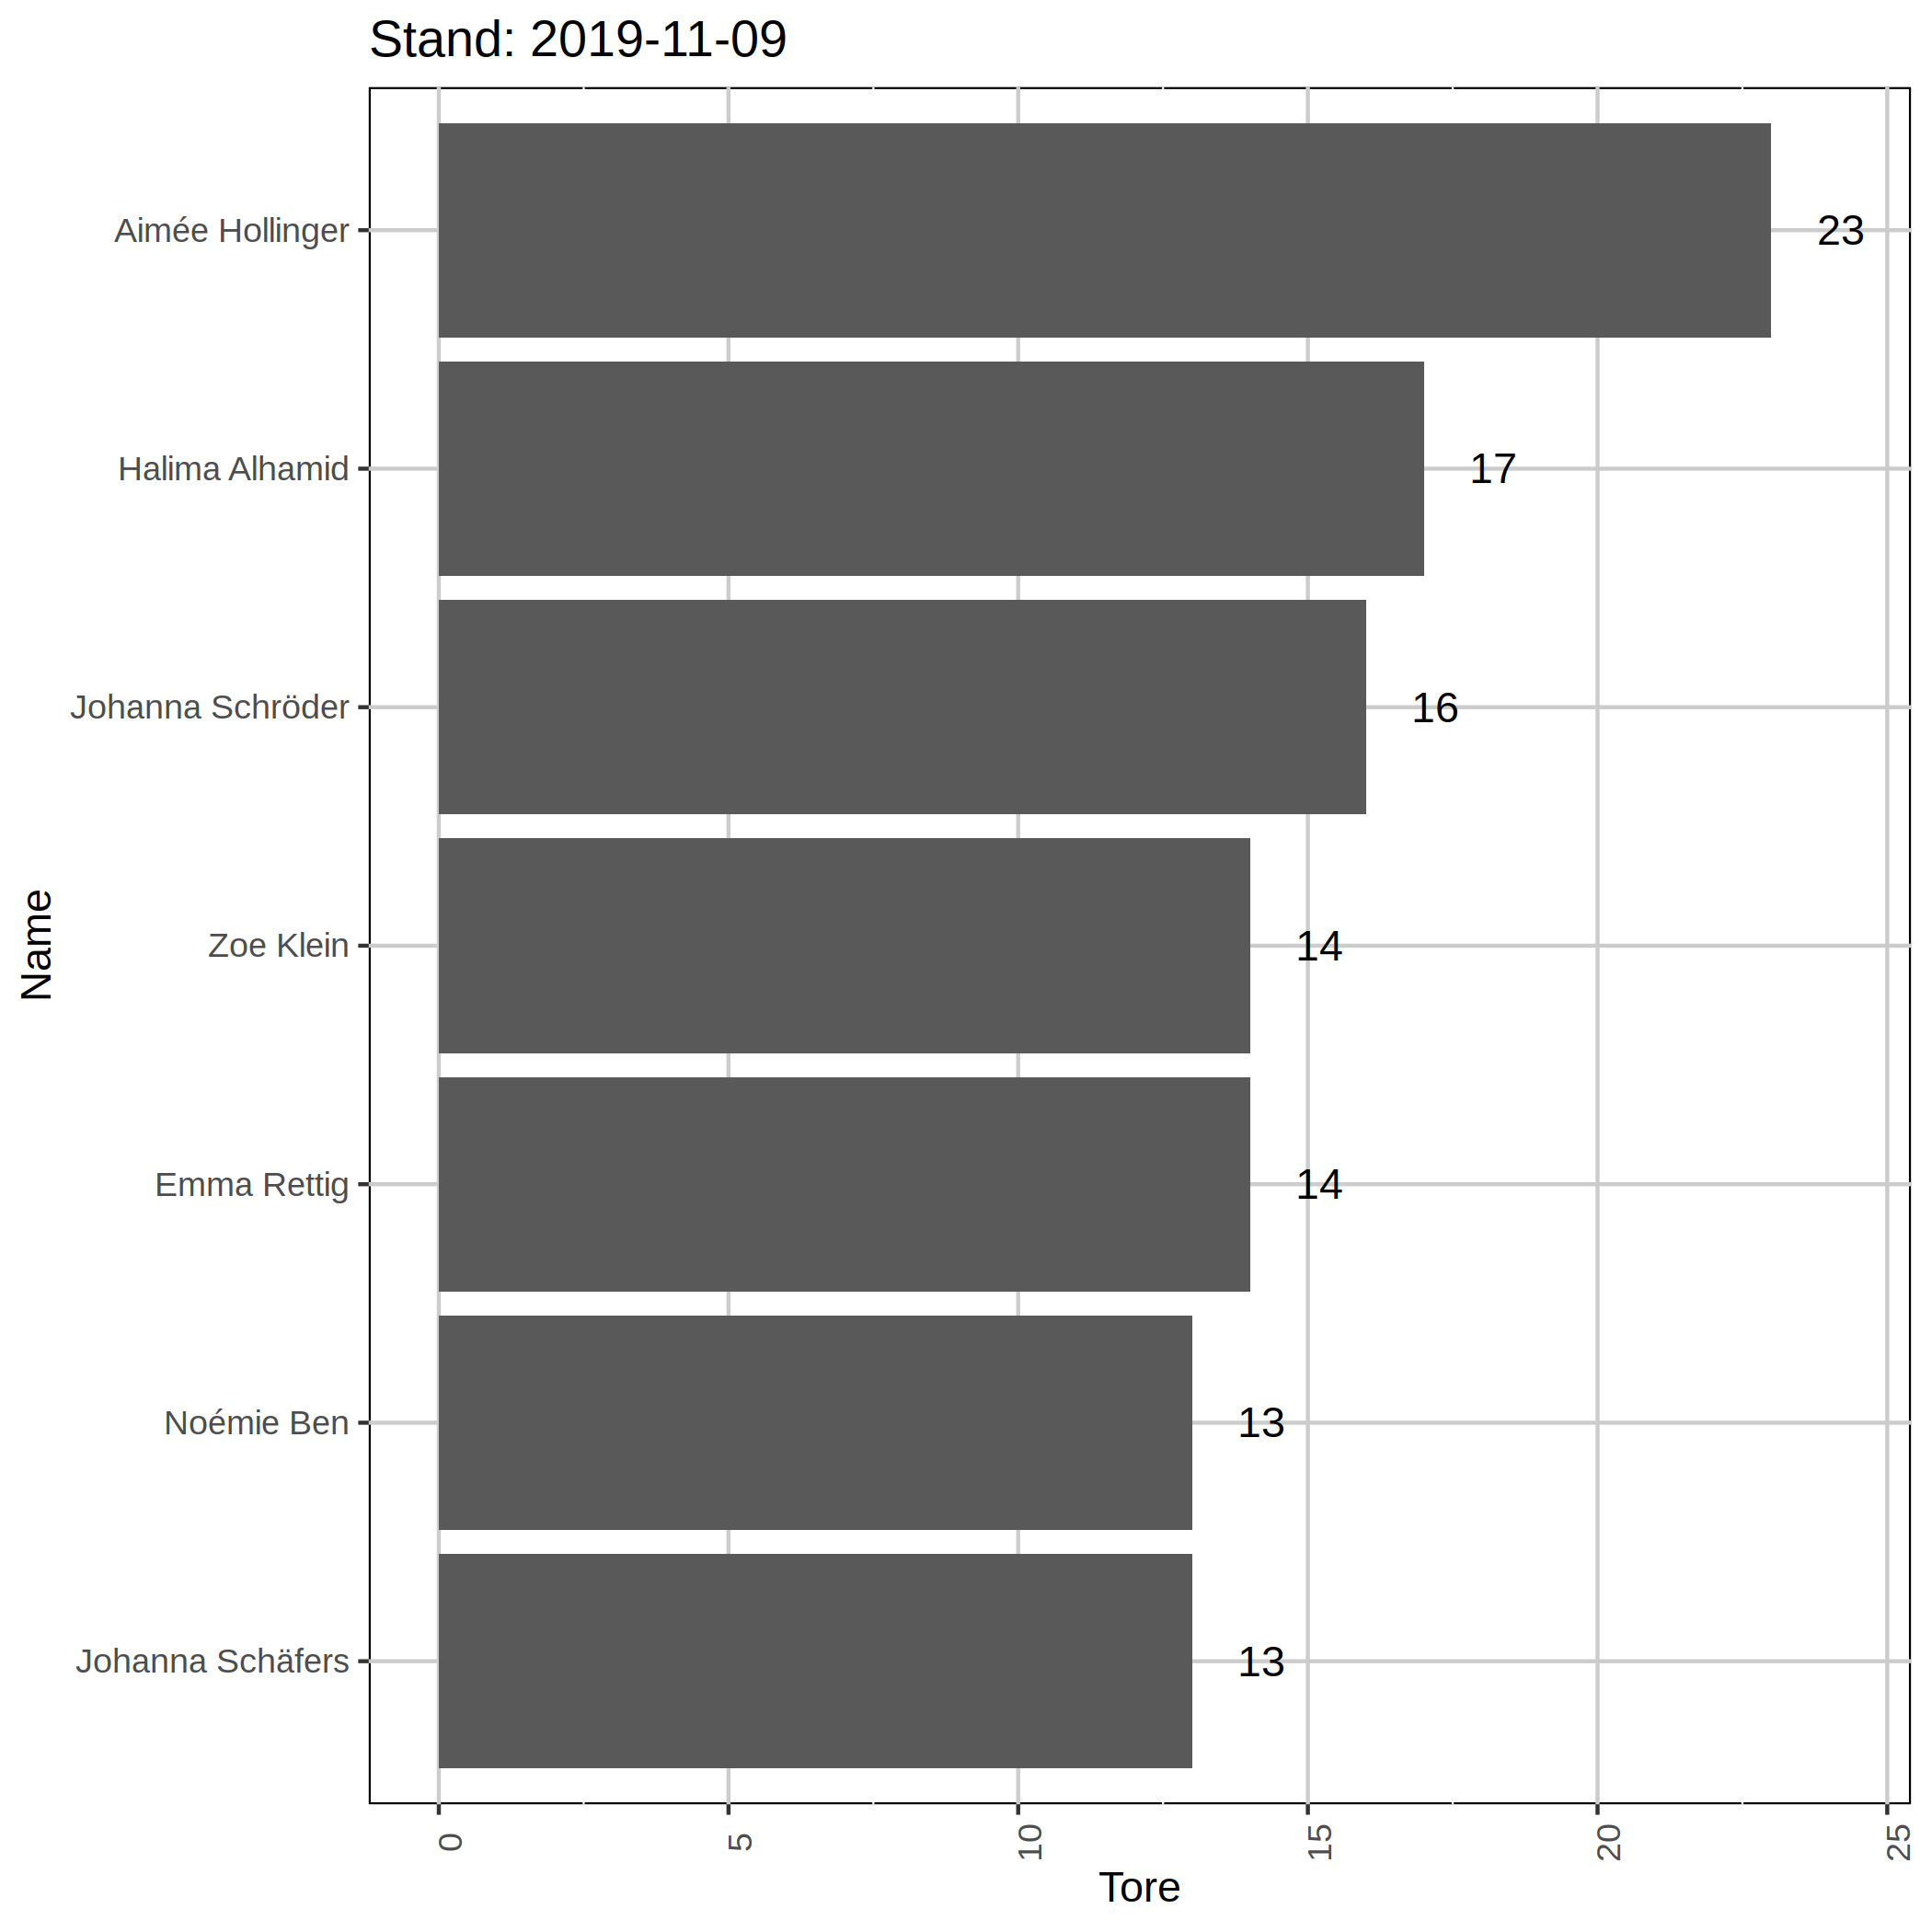 Stand: 2019-11-09
Name
Aimée Hollinger 23
Halima Alhamid 17
Johanna Schröder 16
Zoe Klein 14
Emma Rettig 14
Noémie Ben 13
Johanna Schäfers 13
0 5 10 15 20 25
Tore